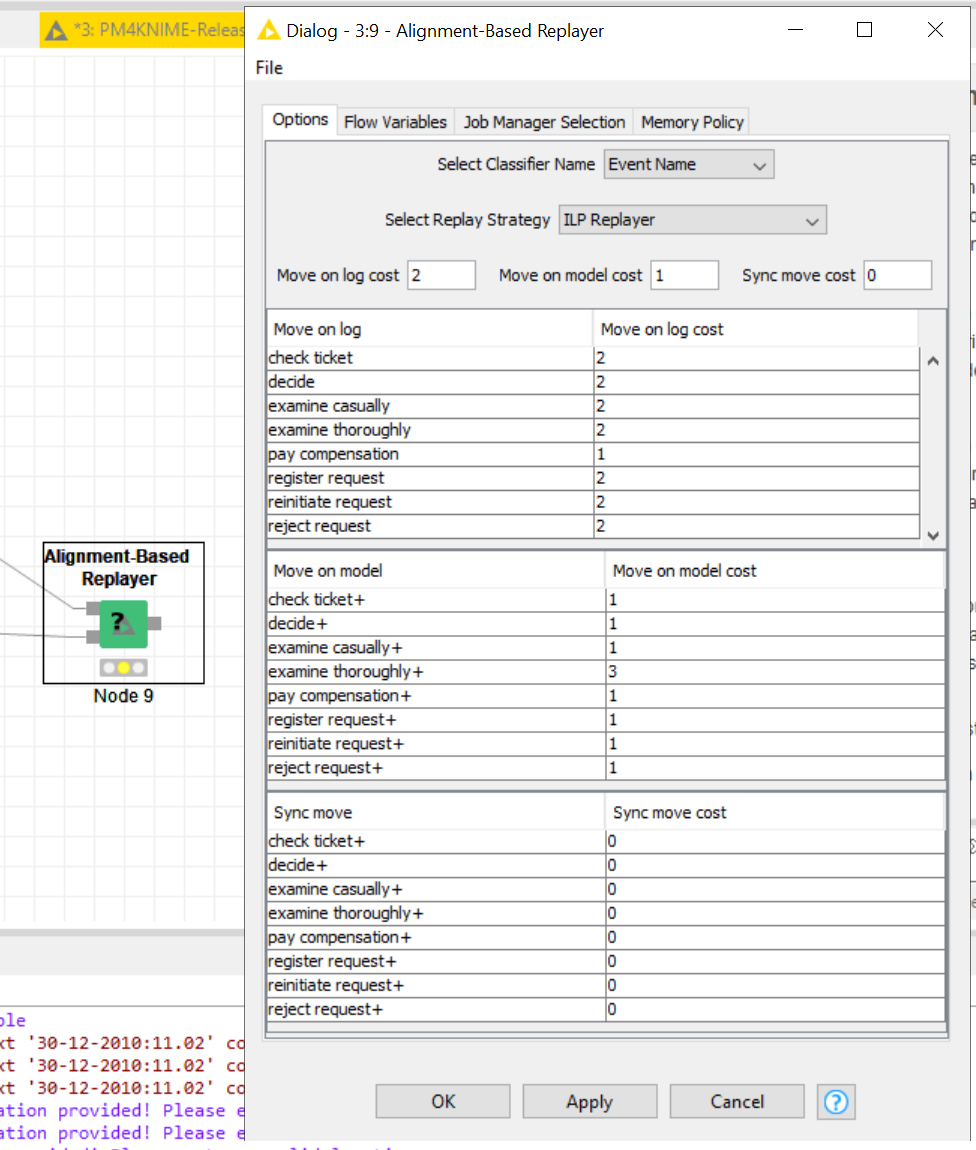 *3: PM4KNIME-Releas
Dialog - 3:9 - Alignment-Based Replayer
File
Options Flow Variables Job Manager Selection Memory Policy
Select Classifier Name Event Name
Select Replay Strategy ILP Replayer
Move on log cost 2 Move on model cost 1 Sync move cost 0
Move on log Move on log cost
check ticket 2
decide 2
examine casually 2
examine thoroughly 2
pay compensation 1
register request 2
reinitiate request 2
reject request 2
Move on model Move on model cost
check ticket+ 1
decide+ 1
examine casually+ 1
examine thoroughly+ 3
pay compensation+ 1
register request+ 1
reinitiate request+ 1
reject request+ 1
Sync move Sync move cost
check ticket+ 0
decide+ 0
examine casually+ 0
examine thoroughly+ 0
pay compensation+ 0
register request+ 0
reinitiate request+ 0
reject request+ 0
OK Apply Cancel ?
Alignment-Based
Replayer
?
Node 9
ble
xt '30-12-2010:11.02' co
xt '30-12-2010:11.02' co
xt '30-12-2010:11.02' co
ation provided! Please e
ation provided! Please e